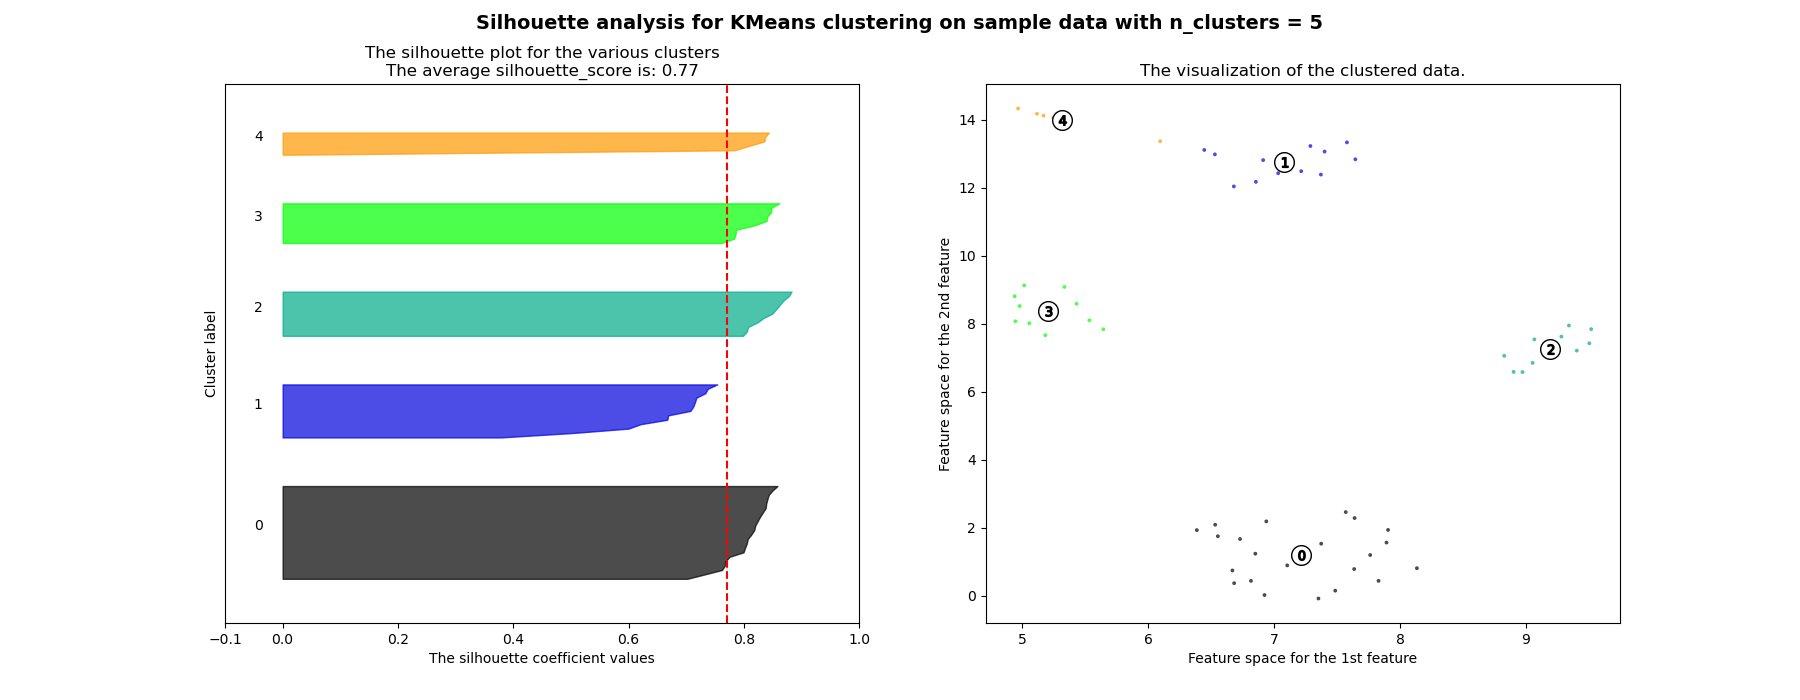 Silhouette analysis for KMeans clustering on sample data with n_clusters = 5
The silhouette plot for the various clusters
The average silhouette_score is: 0.77
Cluster label
4
3
2
1
0
−0.1 0.0 0.2 0.4 0.6 0.8 1.0
The silhouette coefficient values
The visualization of the clustered data.
Feature space for the 2nd feature
14
12
10
8
6
4
2
0
4
1
3
2
0
5 6 7 8 9
Feature space for the 1st feature